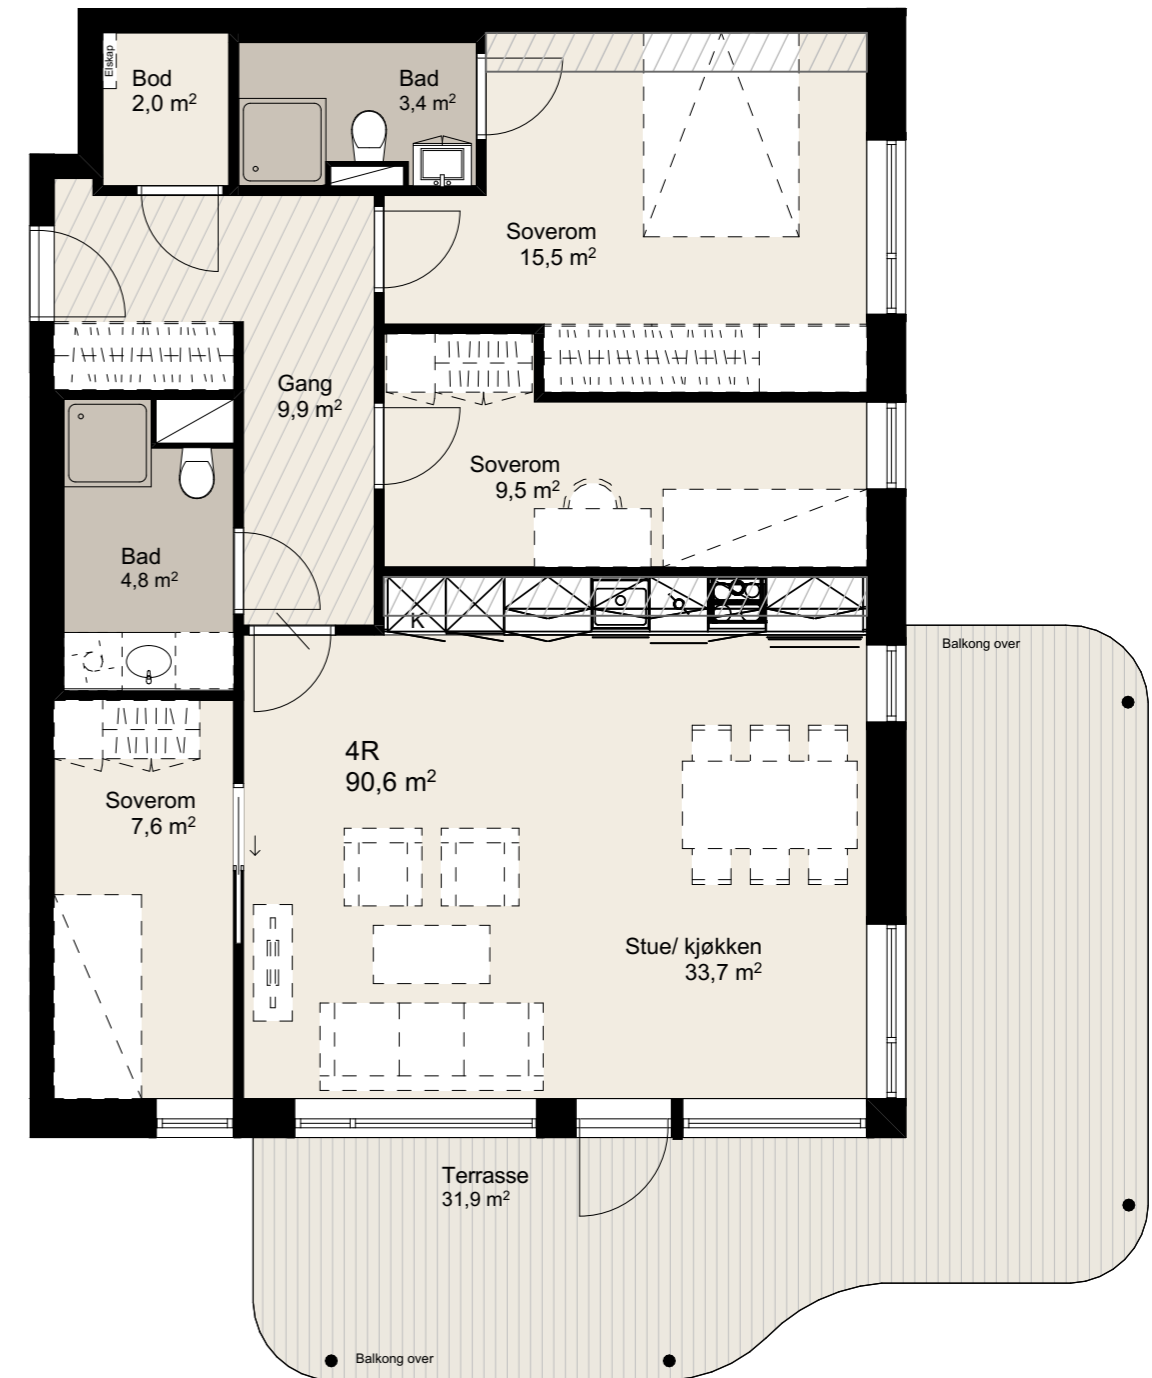 Elskap
Bod
2,0 m²
Bad
3,4 m²
Soverom
15,5 m²
Gang
9,9 m²
Soverom
9,5 m²
Bad
4,8 m²
K
Balkong over
4R
90,6 m²
Soverom
7,6 m²
Stue/ kjøkken
33,7 m²
Terrasse
31,9 m²
Balkong over